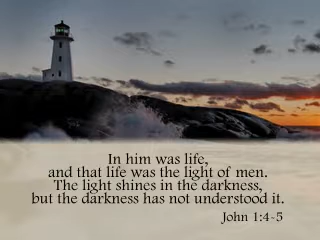 In him was life,
and that life was the light of men.
The light shines in the darkness,
but the darkness has not understood it.
John 1:4-5